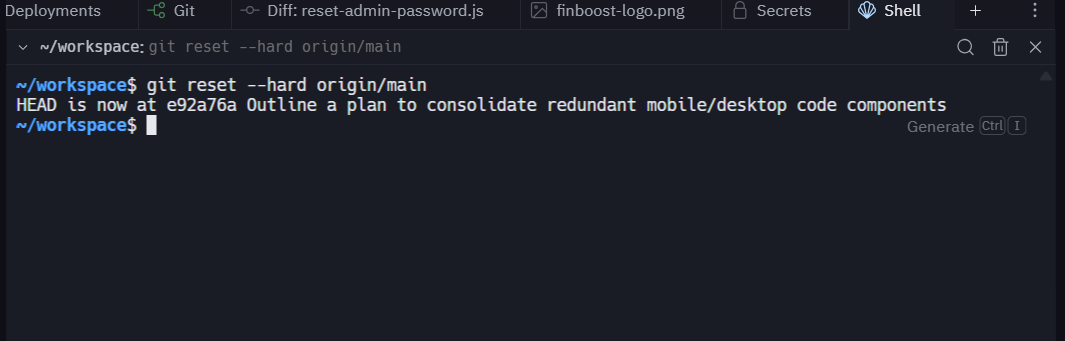 Deployments Git Diff: reset-admin-password.js finboost-logo.png Secrets Shell
~/workspace: git reset --hard origin/main
~/workspace$ git reset --hard origin/main
HEAD is now at e92a76a Outline a plan to consolidate redundant mobile/desktop code components
~/workspace$
Generate Ctrl I